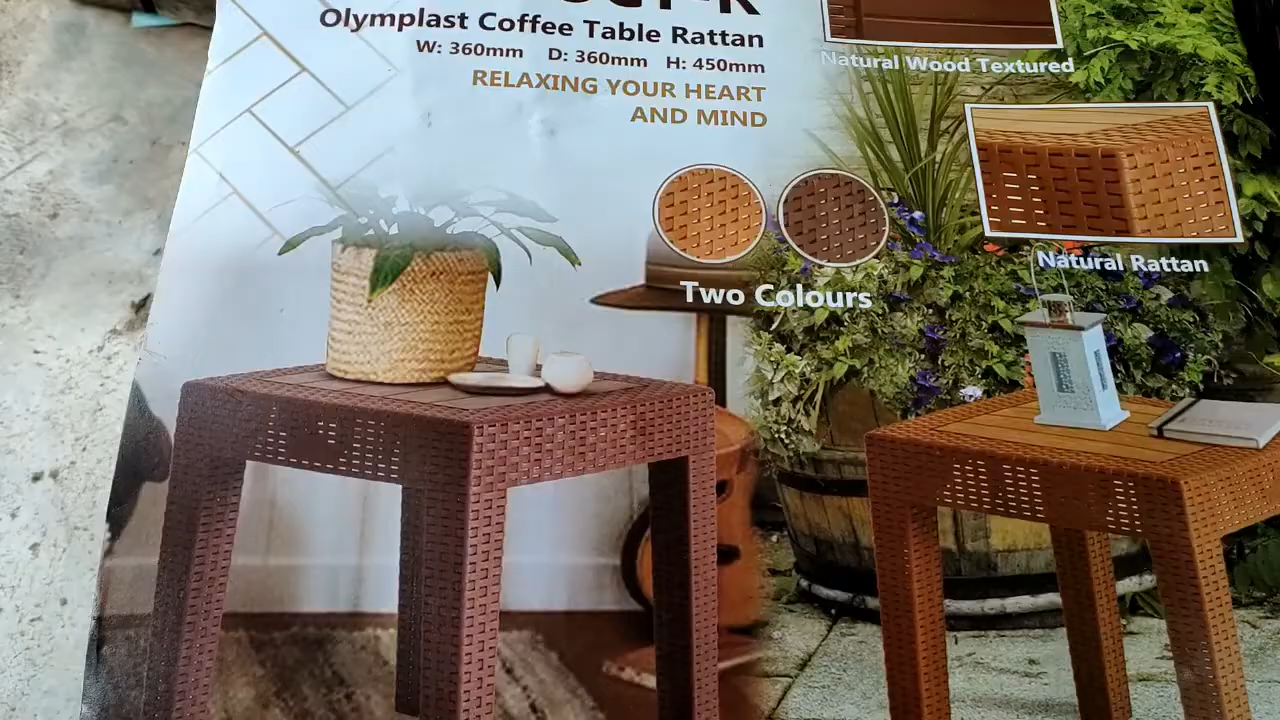 Olymplast Coffee Table Rattan
W: 360mm D: 360mm H: 450mm
RELAXING YOUR HEART
AND MIND
Natural Wood Textured
Natural Rattan
Two Colours